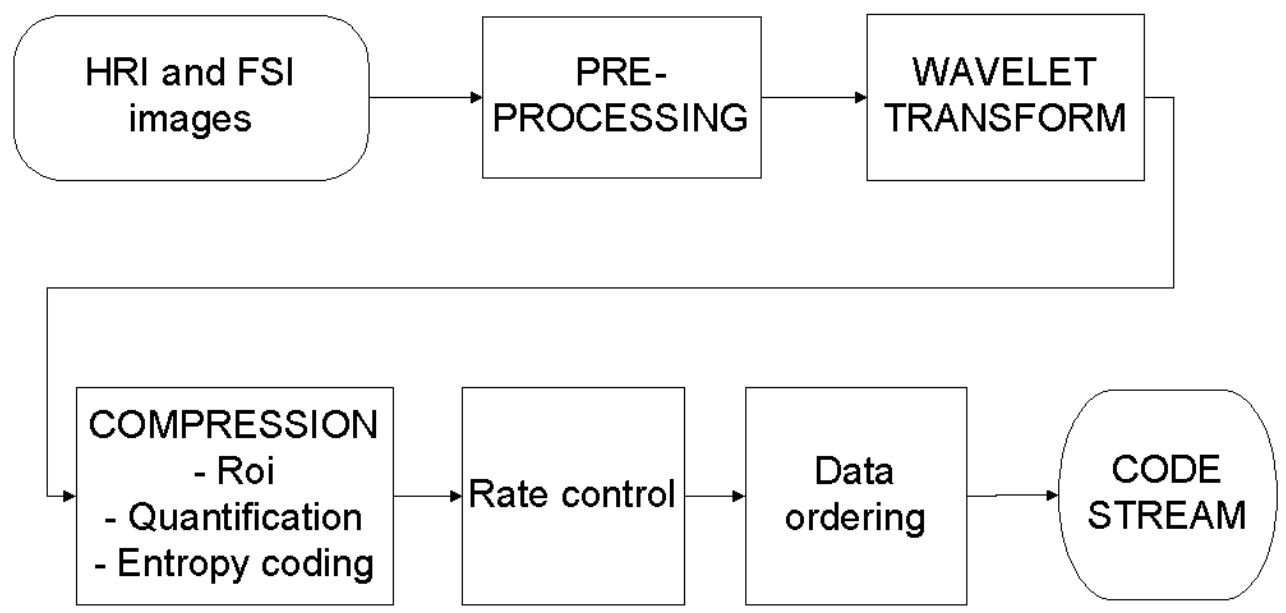 HRI and FSI
images
PRE-
PROCESSING
WAVELET
TRANSFORM
COMPRESSION
- Roi
- Quantification
- Entropy coding
Rate control
Data
ordering
CODE
STREAM